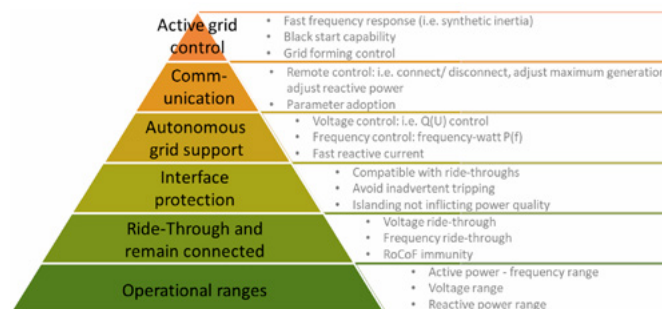 Active grid
control
• Fast frequency response (i.e. synthetic inertia)
• Black start capability
• Grid forming control
Comm-
unication
• Remote control: i.e. connect/ disconnect, adjust maximum generation
adjust reactive power
• Parameter adoption
Autonomous
grid support
• Voltage control: i.e. Q(U) control
• Frequency control: frequency-watt P(f)
• Fast reactive current
Interface
protection
• Compatible with ride-throughs
• Avoid inadvertent tripping
• Islanding not inflicting power quality
Ride-Through and
remain connected
• Voltage ride-through
• Frequency ride-through
• RoCoF immunity
Operational ranges
• Active power - frequency range
• Voltage range
• Reactive power range